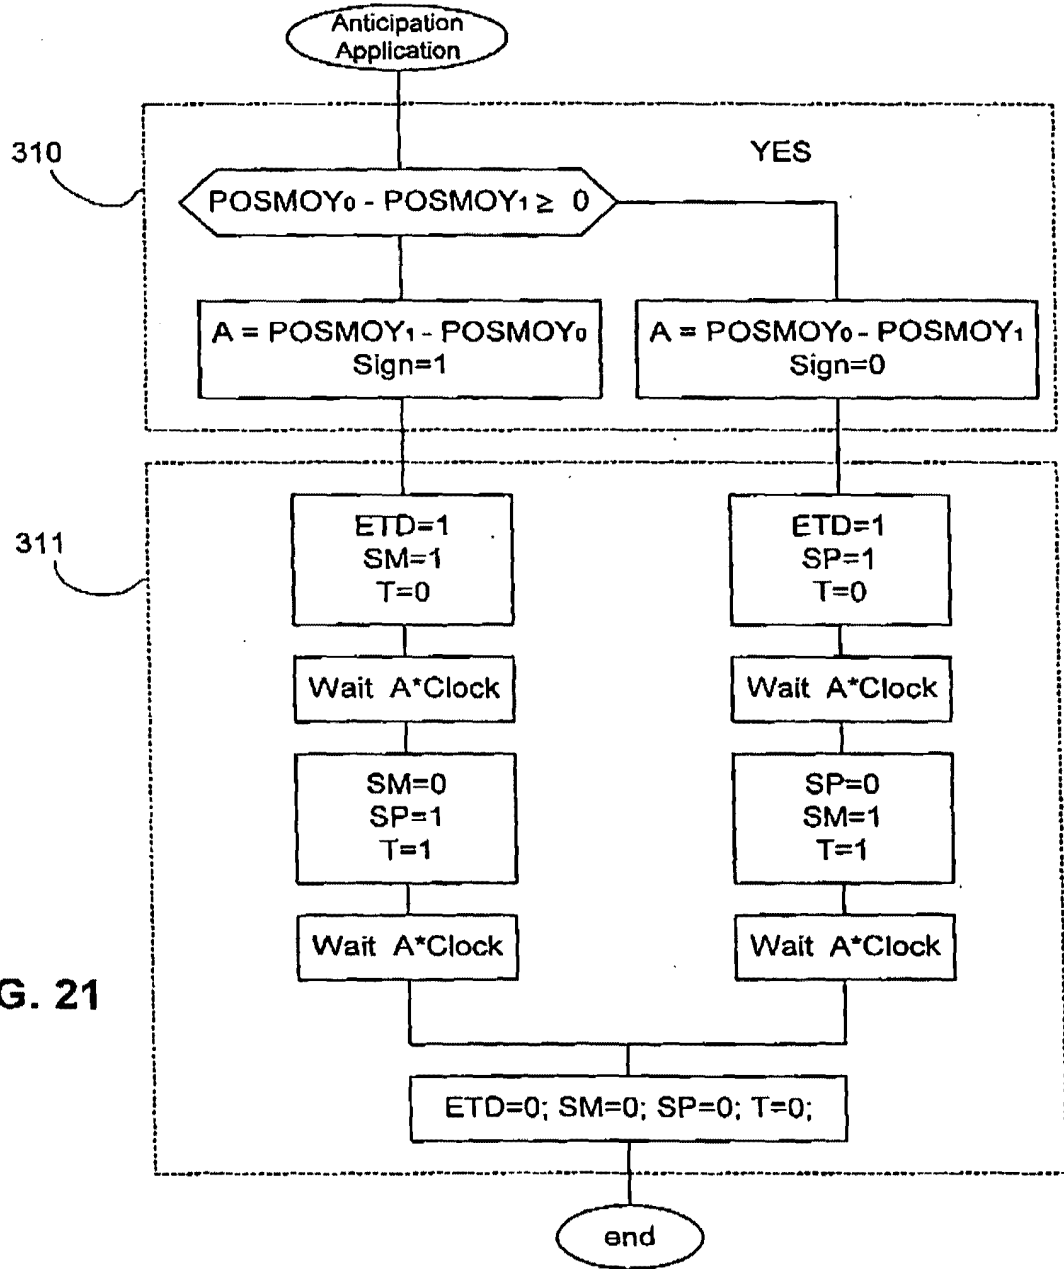 Anticipation
Application
310
YES
POSMOY₀ - POSMOY₁ ≥ 0
A = POSMOY₁ - POSMOY₀
Sign=1
A = POSMOY₀ - POSMOY₁
Sign=0
311
ETD=1
SM=1
T=0
ETD=1
SP=1
T=0
Wait A*Clock
Wait A*Clock
SM=0
SP=1
T=1
SP=0
SM=1
T=1
Wait A*Clock
Wait A*Clock
G. 21
ETD=0; SM=0; SP=0; T=0;
end